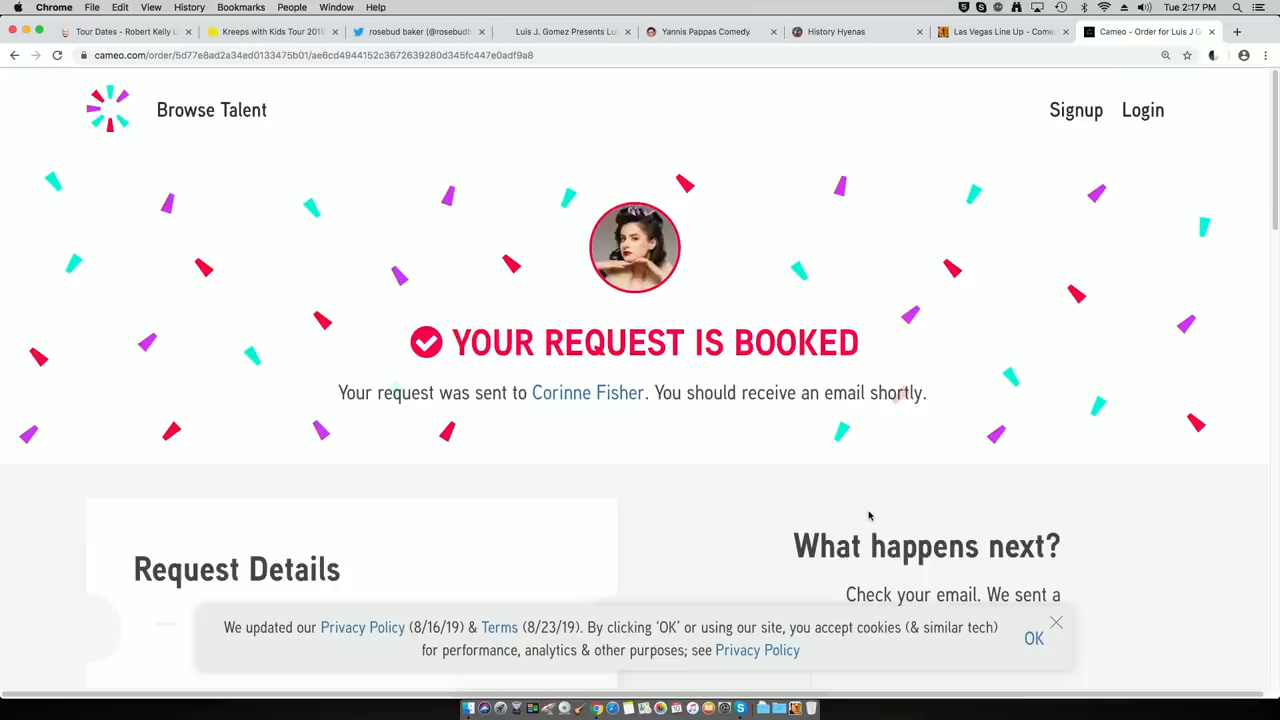 Chrome File Edit View History Bookmarks People Window Help
Tue 2:17 PM
Tour Dates - Robert Kelly L
Kreeps with Kids Tour 2019
rosebud baker (@rosebud
Luis J. Gomez Presents Lui
Yannis Pappas Comedy
History Hyenas
Las Vegas Line Up - Come
Cameo - Order for Luis J G
cameo.com/order/5d77e8ad2a34ed0133475b01/ae6cd4944152c3672639280d345fc447e0adf9a8
Browse Talent
Signup Login
YOUR REQUEST IS BOOKED
Your request was sent to Corinne Fisher. You should receive an email shortly.
Request Details
What happens next?
Check your email. We sent a
We updated our Privacy Policy (8/16/19) & Terms (8/23/19). By clicking ‘OK’ or using our site, you accept cookies (& similar tech)
for performance, analytics & other purposes; see Privacy Policy
OK